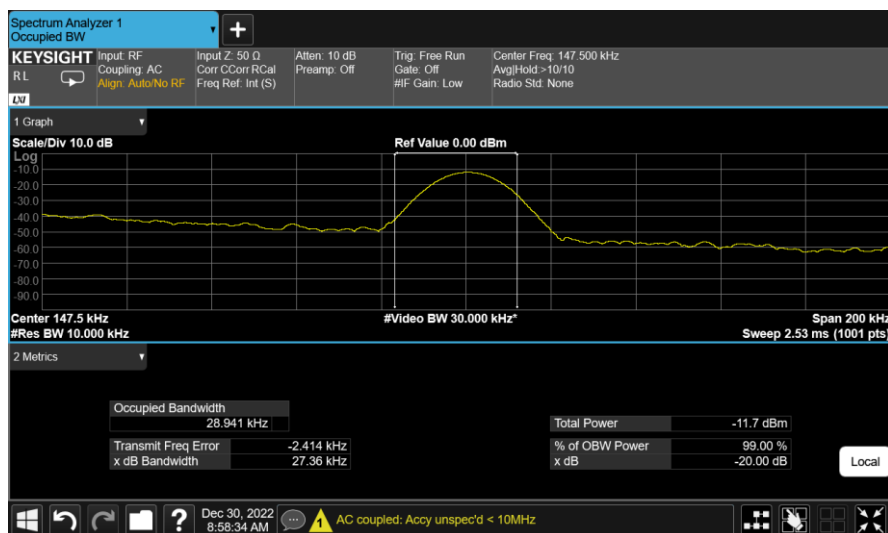 Spectrum Analyzer 1
Occupied BW
+
KEYSIGHT
RL
LXI
Input: RF
Coupling: AC
Align: Auto/No RF
Input Z: 50 Ω
Corr CCorr RCal
Freq Ref: Int (S)
Atten: 10 dB
Preamp: Off
Trig: Free Run
Gate: Off
#IF Gain: Low
Center Freq: 147.500 kHz
Avg|Hold:>10/10
Radio Std: None
1 Graph
Scale/Div 10.0 dB
Ref Value 0.00 dBm
Log
-10.0
-20.0
-30.0
-40.0
-50.0
-60.0
-70.0
-80.0
-90.0
Center 147.5 kHz
#Video BW 30.000 kHz*
Span 200 kHz
#Res BW 10.000 kHz
Sweep 2.53 ms (1001 pts)
2 Metrics
Occupied Bandwidth
28.941 kHz
Total Power -11.7 dBm
Transmit Freq Error -2.414 kHz
% of OBW Power 99.00 %
x dB Bandwidth 27.36 kHz
x dB -20.00 dB
Local
?
Dec 30, 2022
8:58:34 AM
1
AC coupled: Accy unspec'd < 10MHz